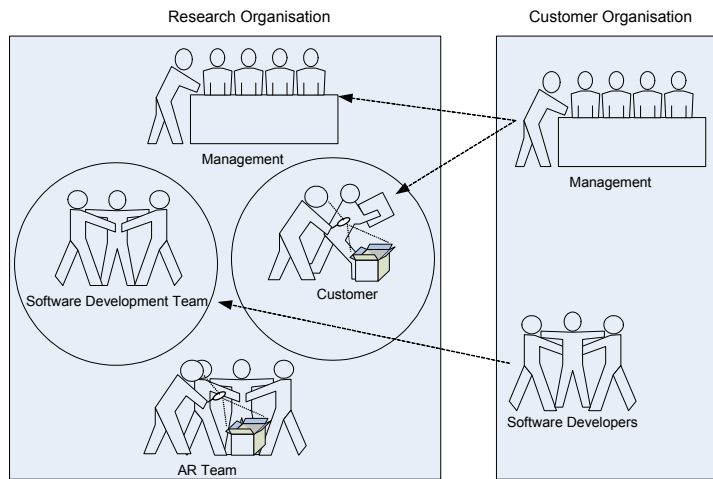 Research Organisation
Customer Organisation
Management
Management
Software Development Team
Customer
Software Developers
AR Team